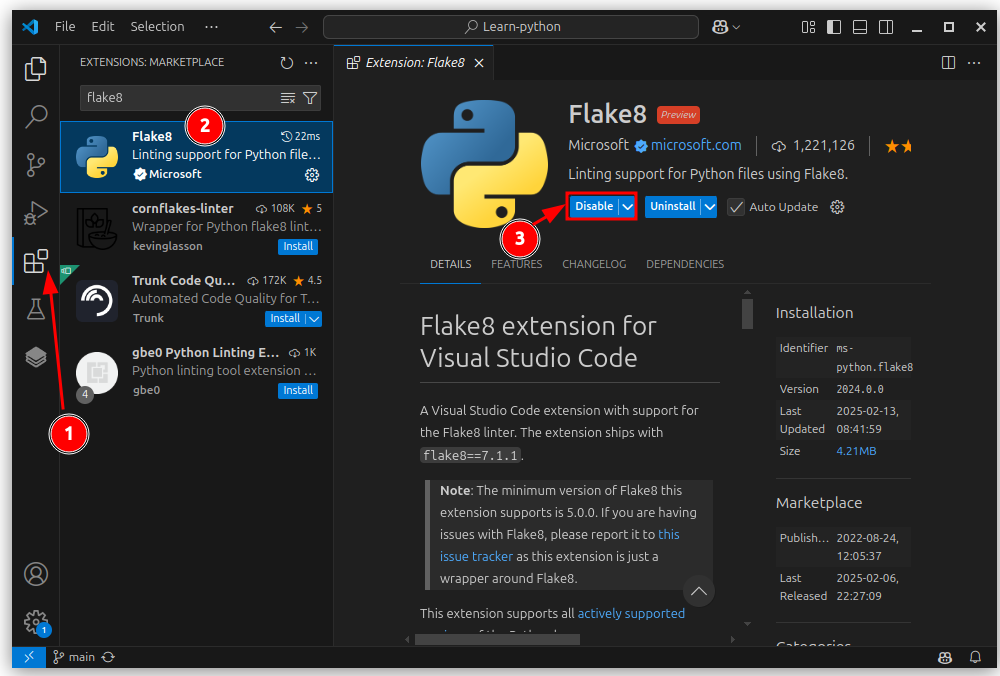 File Edit Selection ···
Learn-python
EXTENSIONS: MARKETPLACE
flake8
2
Flake8 22ms
Linting support for Python file...
Microsoft
cornflakes-linter 108K ★ 5
Wrapper for Python flake8 lint...
kevinglasson Install
Trunk Code Qu... 172K ★ 4.5
Automated Code Quality for T...
Trunk Install
gbe0 Python Linting E... 1K
Python linting tool extension ...
gbe0 Install
4
1
1
Extension: Flake8
Flake8 Preview
Microsoft microsoft.com 1,221,126
Linting support for Python files using Flake8.
Disable Uninstall Auto Update
3
DETAILS FEATURES CHANGELOG DEPENDENCIES
Flake8 extension for
Visual Studio Code
A Visual Studio Code extension with support for
the Flake8 linter. The extension ships with
flake8==7.1.1.
Note: The minimum version of Flake8 this
extension supports is 5.0.0. If you are having
issues with Flake8, please report it to this
issue tracker as this extension is just a
wrapper around Flake8.
This extension supports all actively supported
Installation
Identifier ms-
python.flake8
Version 2024.0.0
Last 2025-02-13,
Updated 08:41:59
Size 4.21MB
Marketplace
Publish... 2022-08-24,
12:05:37
Last 2025-02-06,
Released 22:27:09
Categories
main